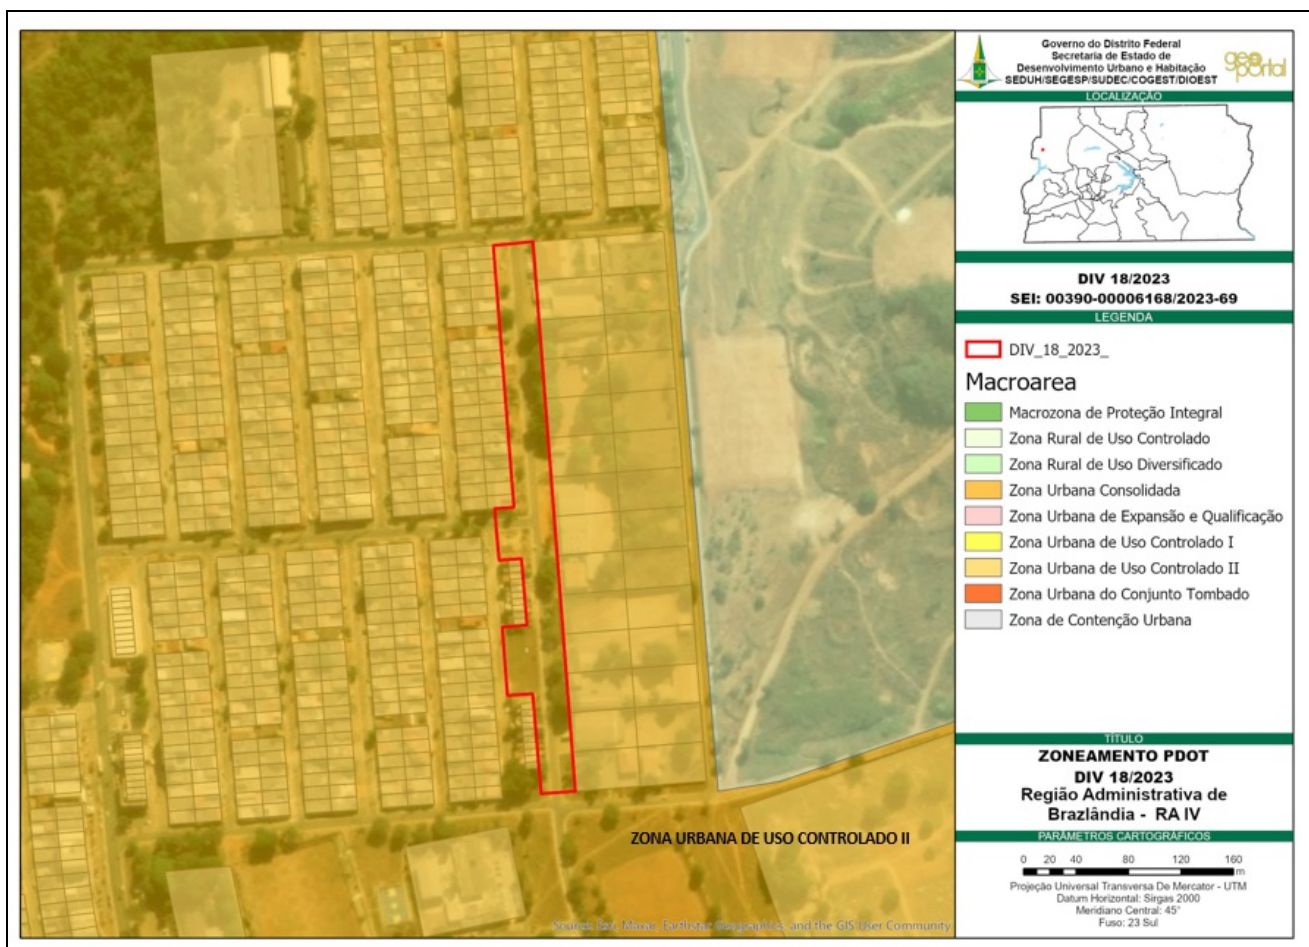 Governo do Distrito Federal
Secretaria de Estado de
Desenvolvimento Urbano e Habitação
SEDUH/SEGESP/SUDEC/COGEST/DIOEST
geo
portal
LOCALIZAÇÃO
DIV 18/2023
SEI: 00390-00006168/2023-69
LEGENDA
DIV_18_2023_
Macroarea
Macrozona de Proteção Integral
Zona Rural de Uso Controlado
Zona Rural de Uso Diversificado
Zona Urbana Consolidada
Zona Urbana de Expansão e Qualificação
Zona Urbana de Uso Controlado I
Zona Urbana de Uso Controlado II
Zona Urbana do Conjunto Tombado
Zona de Contenção Urbana
TÍTULO
ZONEAMENTO PDOT
DIV 18/2023
Região Administrativa de
Brazlândia - RA IV
PARÂMETROS CARTOGRÁFICOS
0 20 40 80 120 160
m
Projeção Universal Transversa De Mercator - UTM
Datum Horizontal: Sirgas 2000
Meridiano Central: 45°
Fuso: 23 Sul
ZONA URBANA DE USO CONTROLADO II
Source: Esri, Maxar, Earthstar Geographics, and the GIS User Community